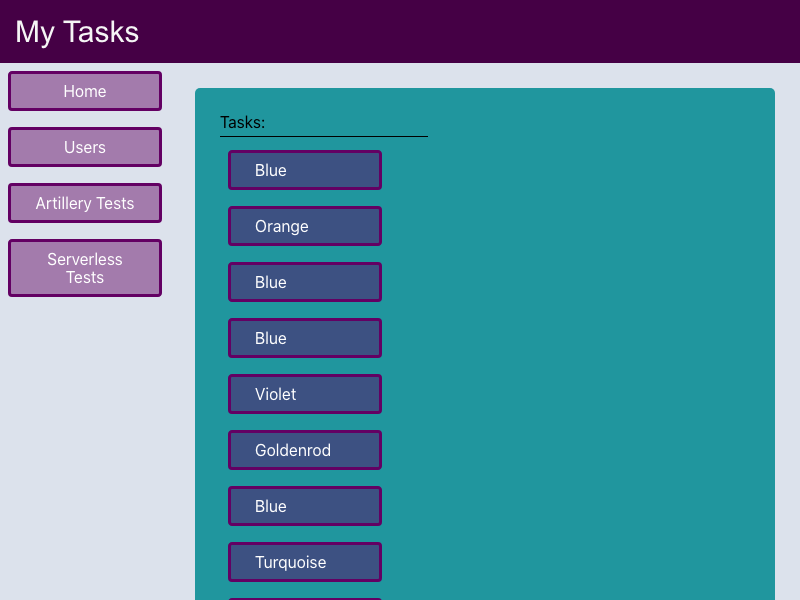 My Tasks
Home
Users
Artillery Tests
Serverless
Tests
Tasks:
Blue
Orange
Blue
Blue
Violet
Goldenrod
Blue
Turquoise